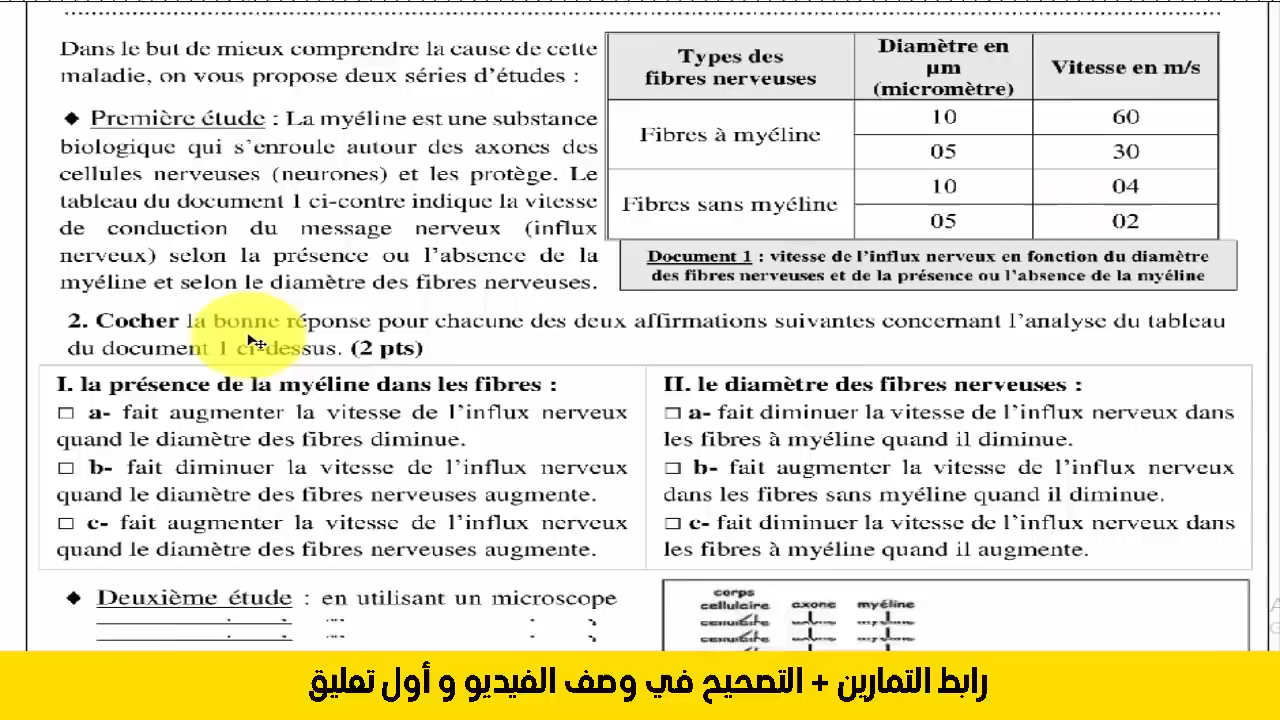 Dans le but de mieux comprendre la cause de cette
maladie, on vous propose deux séries d'études :
◆ Première étude : La myéline est une substance
biologique qui s'enroule autour des axones des
cellules nerveuses (neurones) et les protège. Le
tableau du document 1 ci-contre indique la vitesse
de conduction du message nerveux (influx
nerveux) selon la présence ou l'absence de la
myéline et selon le diamètre des fibres nerveuses.
Types des fibres nerveuses | Diamètre en µm (micromètre) | Vitesse en m/s
Fibres à myéline | 10 | 60
05 | 30
Fibres sans myéline | 10 | 04
05 | 02
Document 1 : vitesse de l'influx nerveux en fonction du diamètre
des fibres nerveuses et de la présence ou l'absence de la myéline
2. Cocher la bonne réponse pour chacune des deux affirmations suivantes concernant l'analyse du tableau
du document 1 ci-dessus. (2 pts)
I. la présence de la myéline dans les fibres :
□ a- fait augmenter la vitesse de l'influx nerveux
quand le diamètre des fibres diminue.
□ b- fait diminuer la vitesse de l'influx nerveux
quand le diamètre des fibres nerveuses augmente.
□ c- fait augmenter la vitesse de l'influx nerveux
quand le diamètre des fibres nerveuses augmente.
II. le diamètre des fibres nerveuses :
□ a- fait diminuer la vitesse de l'influx nerveux dans
les fibres à myéline quand il diminue.
□ b- fait augmenter la vitesse de l'influx nerveux
dans les fibres sans myéline quand il diminue.
□ c- fait diminuer la vitesse de l'influx nerveux dans
les fibres à myéline quand il augmente.
◆ Deuxième étude : en utilisant un microscope
corps
cellulaire axone myéline
رابط التمارين + التصحيح في وصف الفيديو و أول تعليق